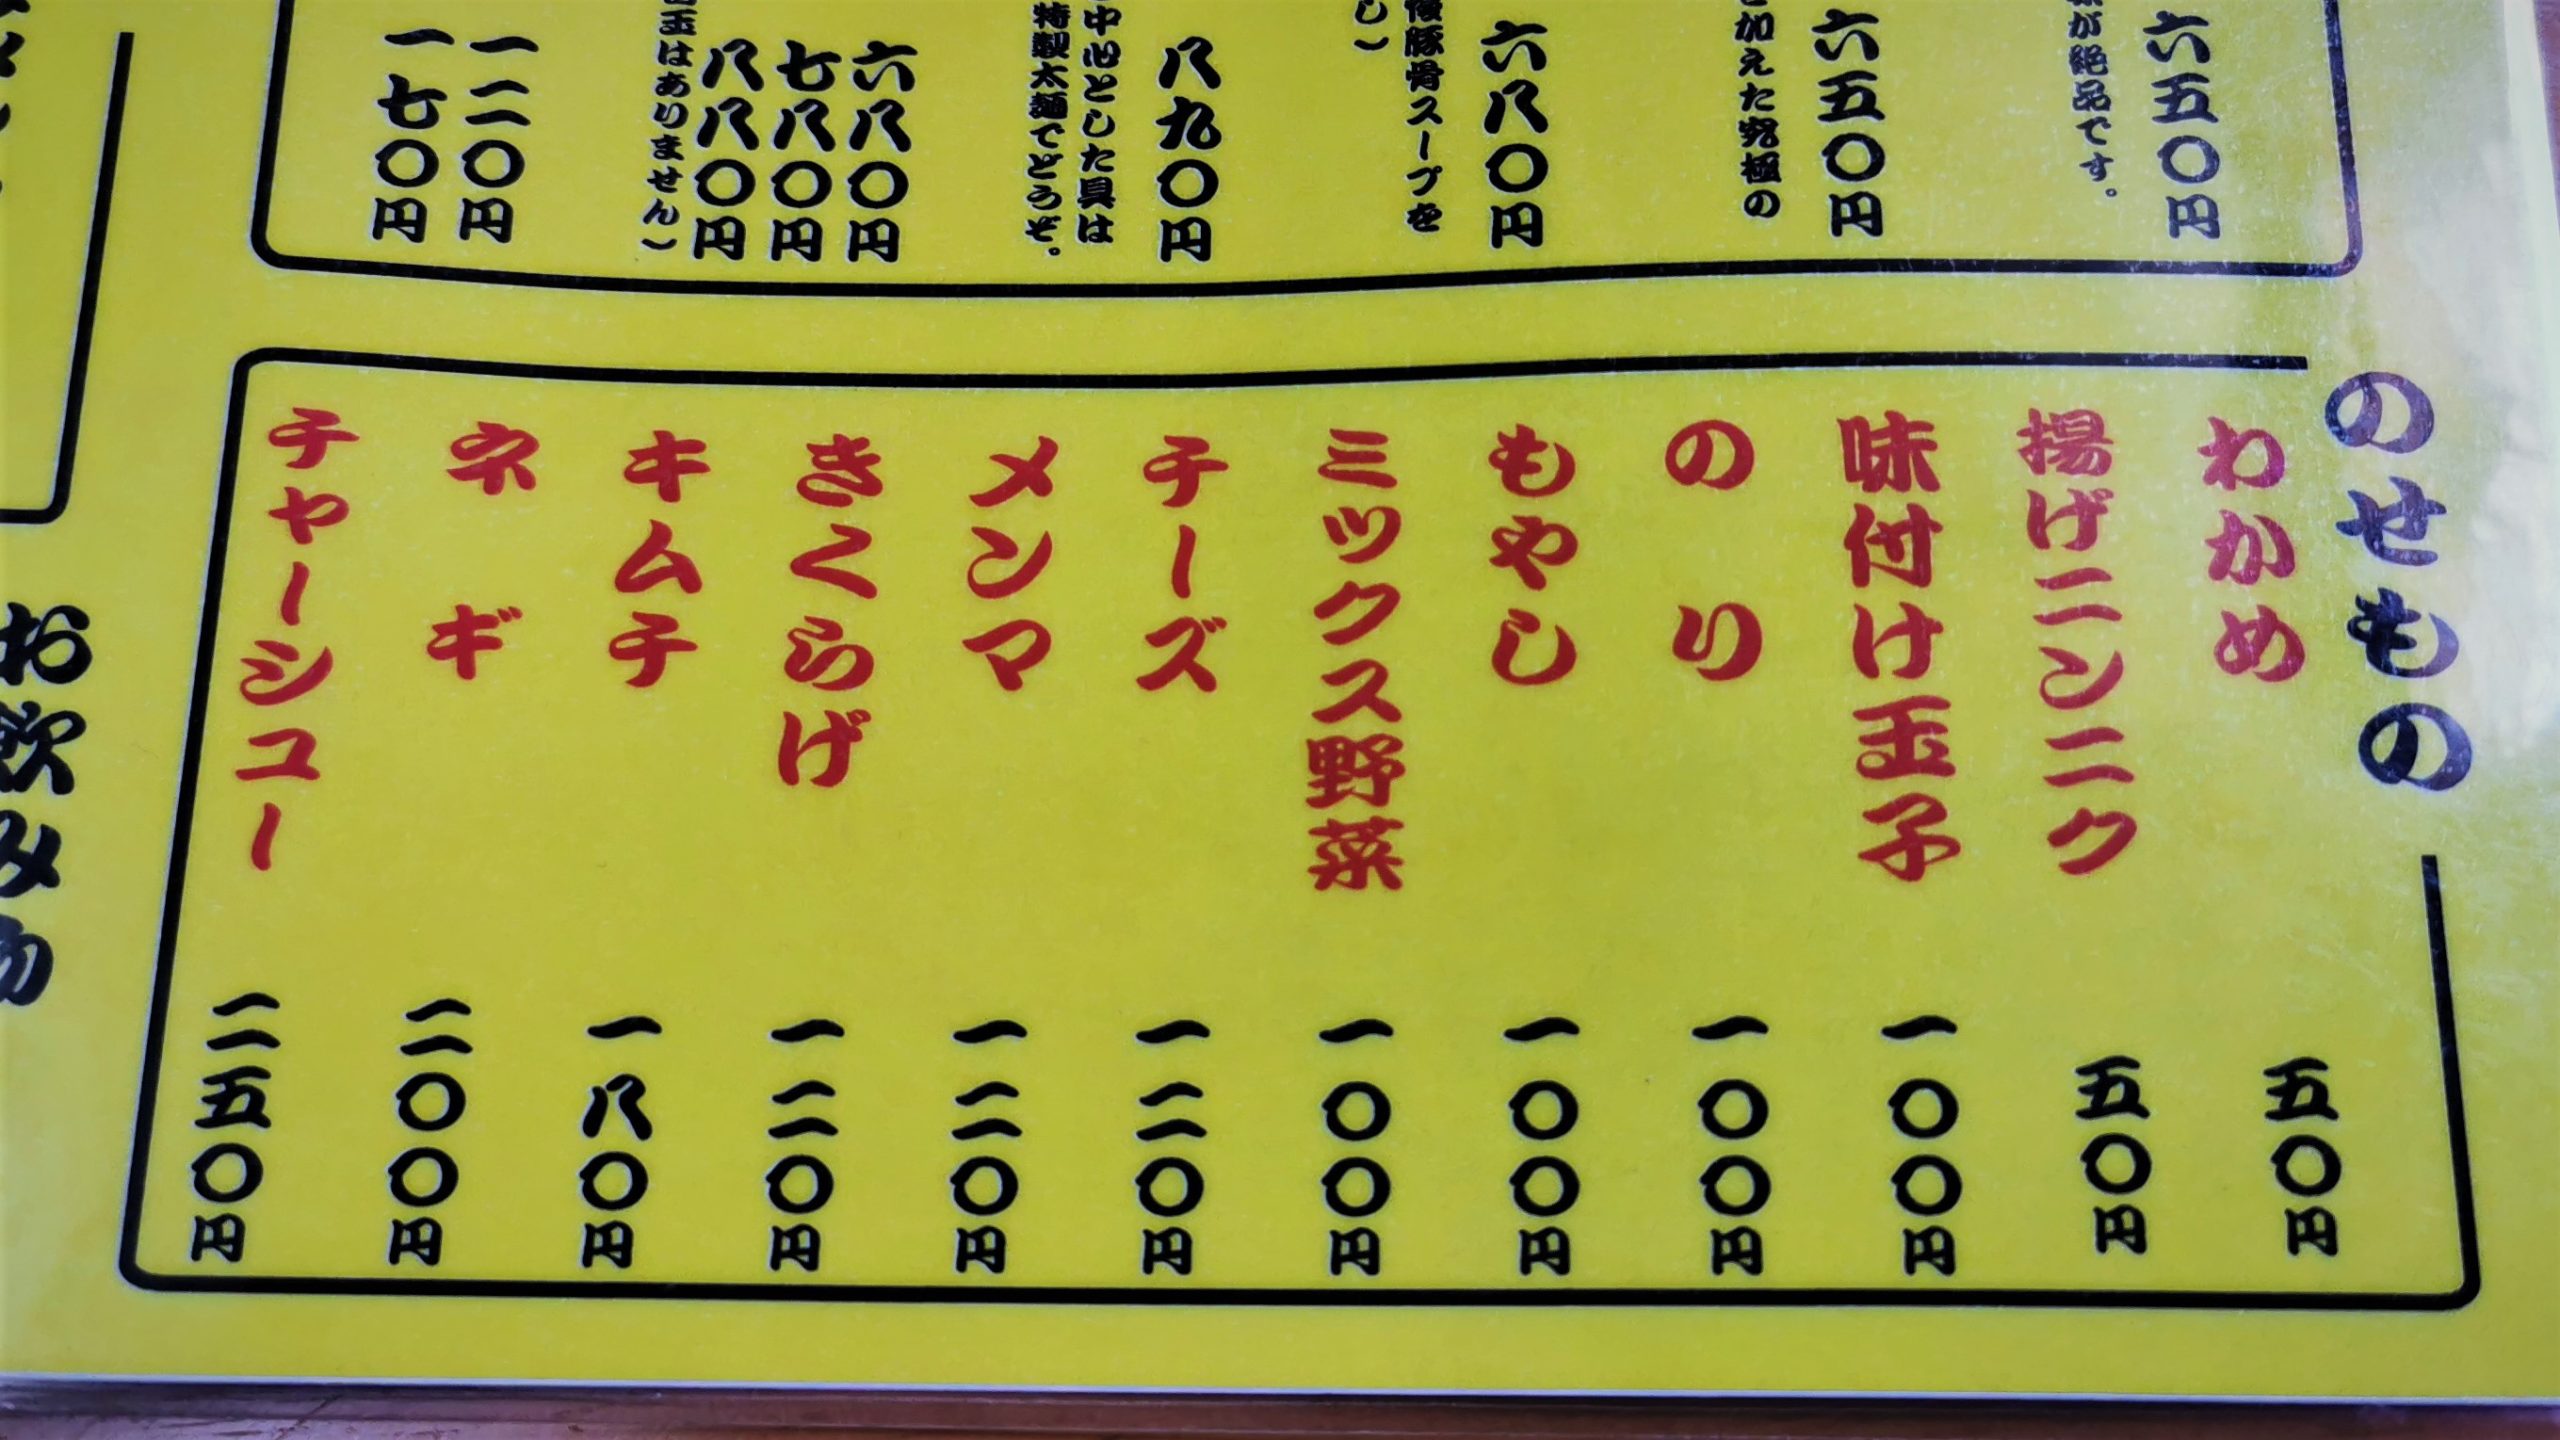 六五〇円
が絶品です。
六五〇円
加えた究極の
六八〇円
豚骨スープを
し）
八九〇円
中心とした具は
特製太麺でどうぞ。
六八〇円
七八〇円
八八〇円
玉はありません）
一二〇円
一七〇円
のせもの
わかめ 五〇円
揚げニンニク 五〇円
味付け玉子 一〇〇円
のり 一〇〇円
もやし 一〇〇円
ミックス野菜 一〇〇円
チーズ 一二〇円
メンマ 一二〇円
きくらげ 一二〇円
キムチ 一八〇円
ネギ 二〇〇円
チャーシュー 二五〇円
お飲み物